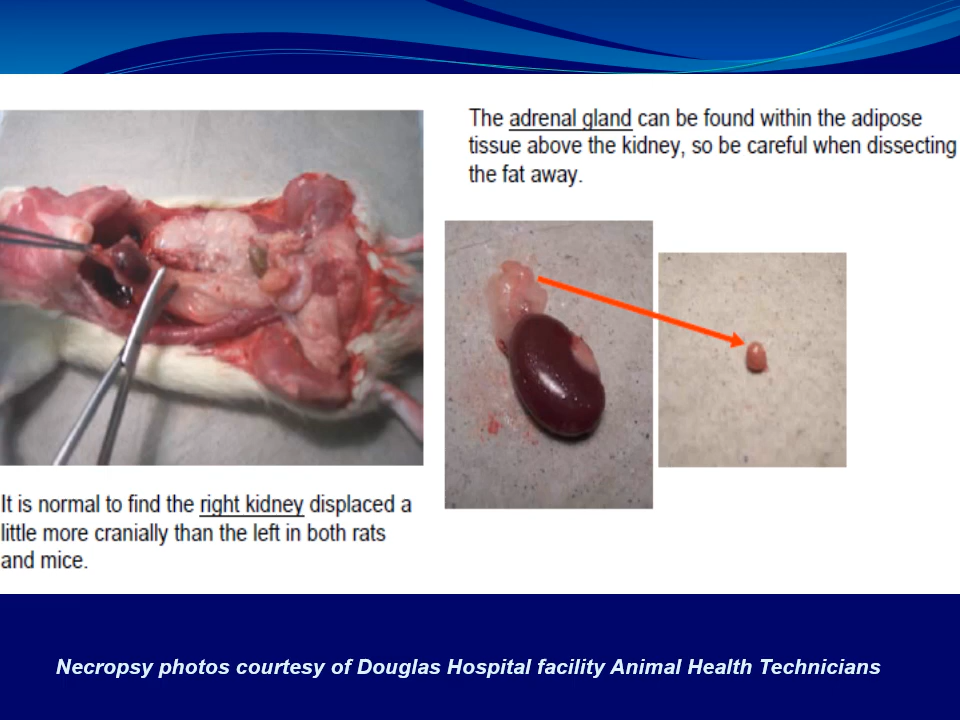 The adrenal gland can be found within the adipose
tissue above the kidney, so be careful when dissecting
the fat away.
It is normal to find the right kidney displaced a
little more cranially than the left in both rats
and mice.
Necropsy photos courtesy of Douglas Hospital facility Animal Health Technicians